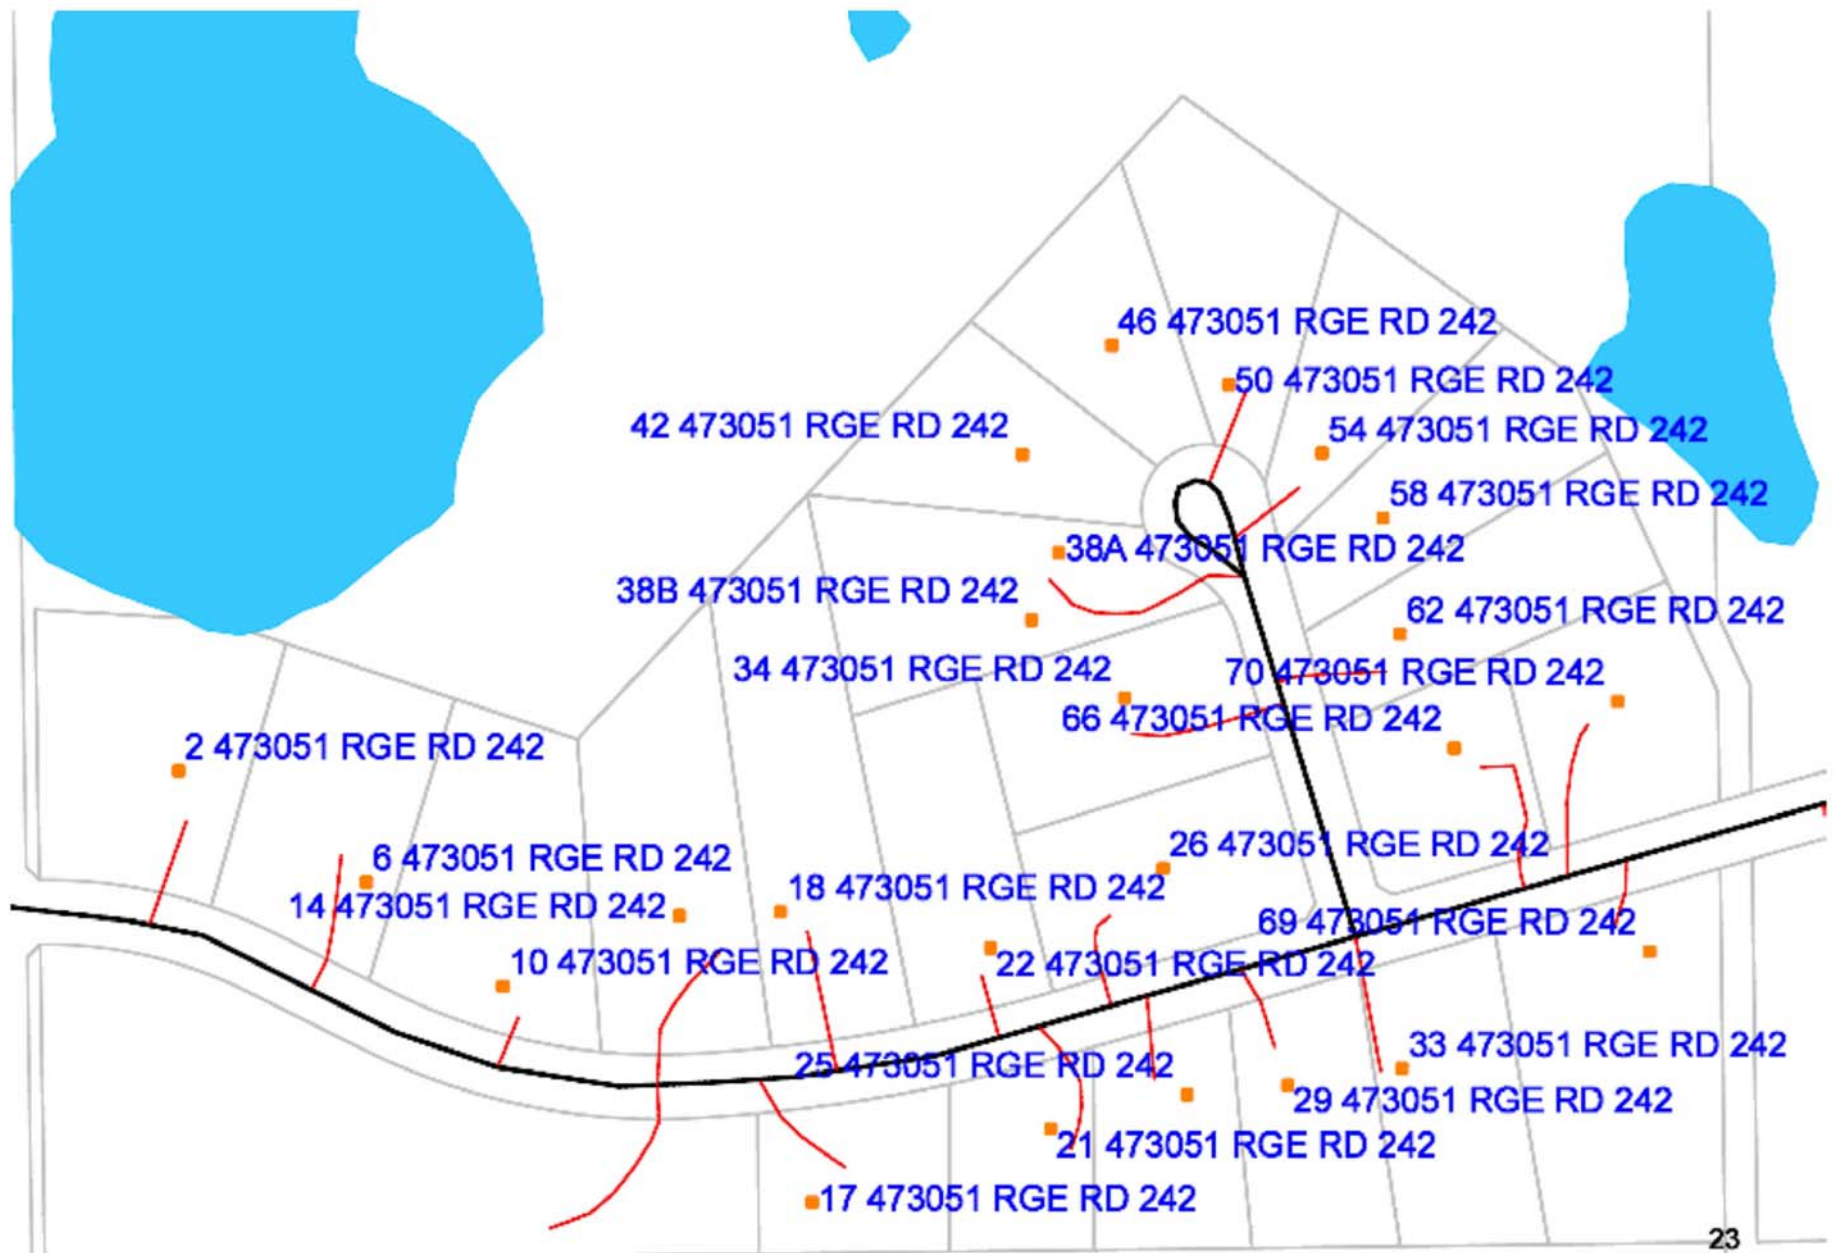 46 473051 RGE RD 242
50 473051 RGE RD 242
42 473051 RGE RD 242
54 473051 RGE RD 242
58 473051 RGE RD 242
38A 473051 RGE RD 242
38B 473051 RGE RD 242
62 473051 RGE RD 242
34 473051 RGE RD 242
70 473051 RGE RD 242
66 473051 RGE RD 242
2 473051 RGE RD 242
26 473051 RGE RD 242
6 473051 RGE RD 242
18 473051 RGE RD 242
14 473051 RGE RD 242
69 473051 RGE RD 242
10 473051 RGE RD 242
22 473051 RGE RD 242
33 473051 RGE RD 242
25 473051 RGE RD 242
29 473051 RGE RD 242
21 473051 RGE RD 242
17 473051 RGE RD 242
23